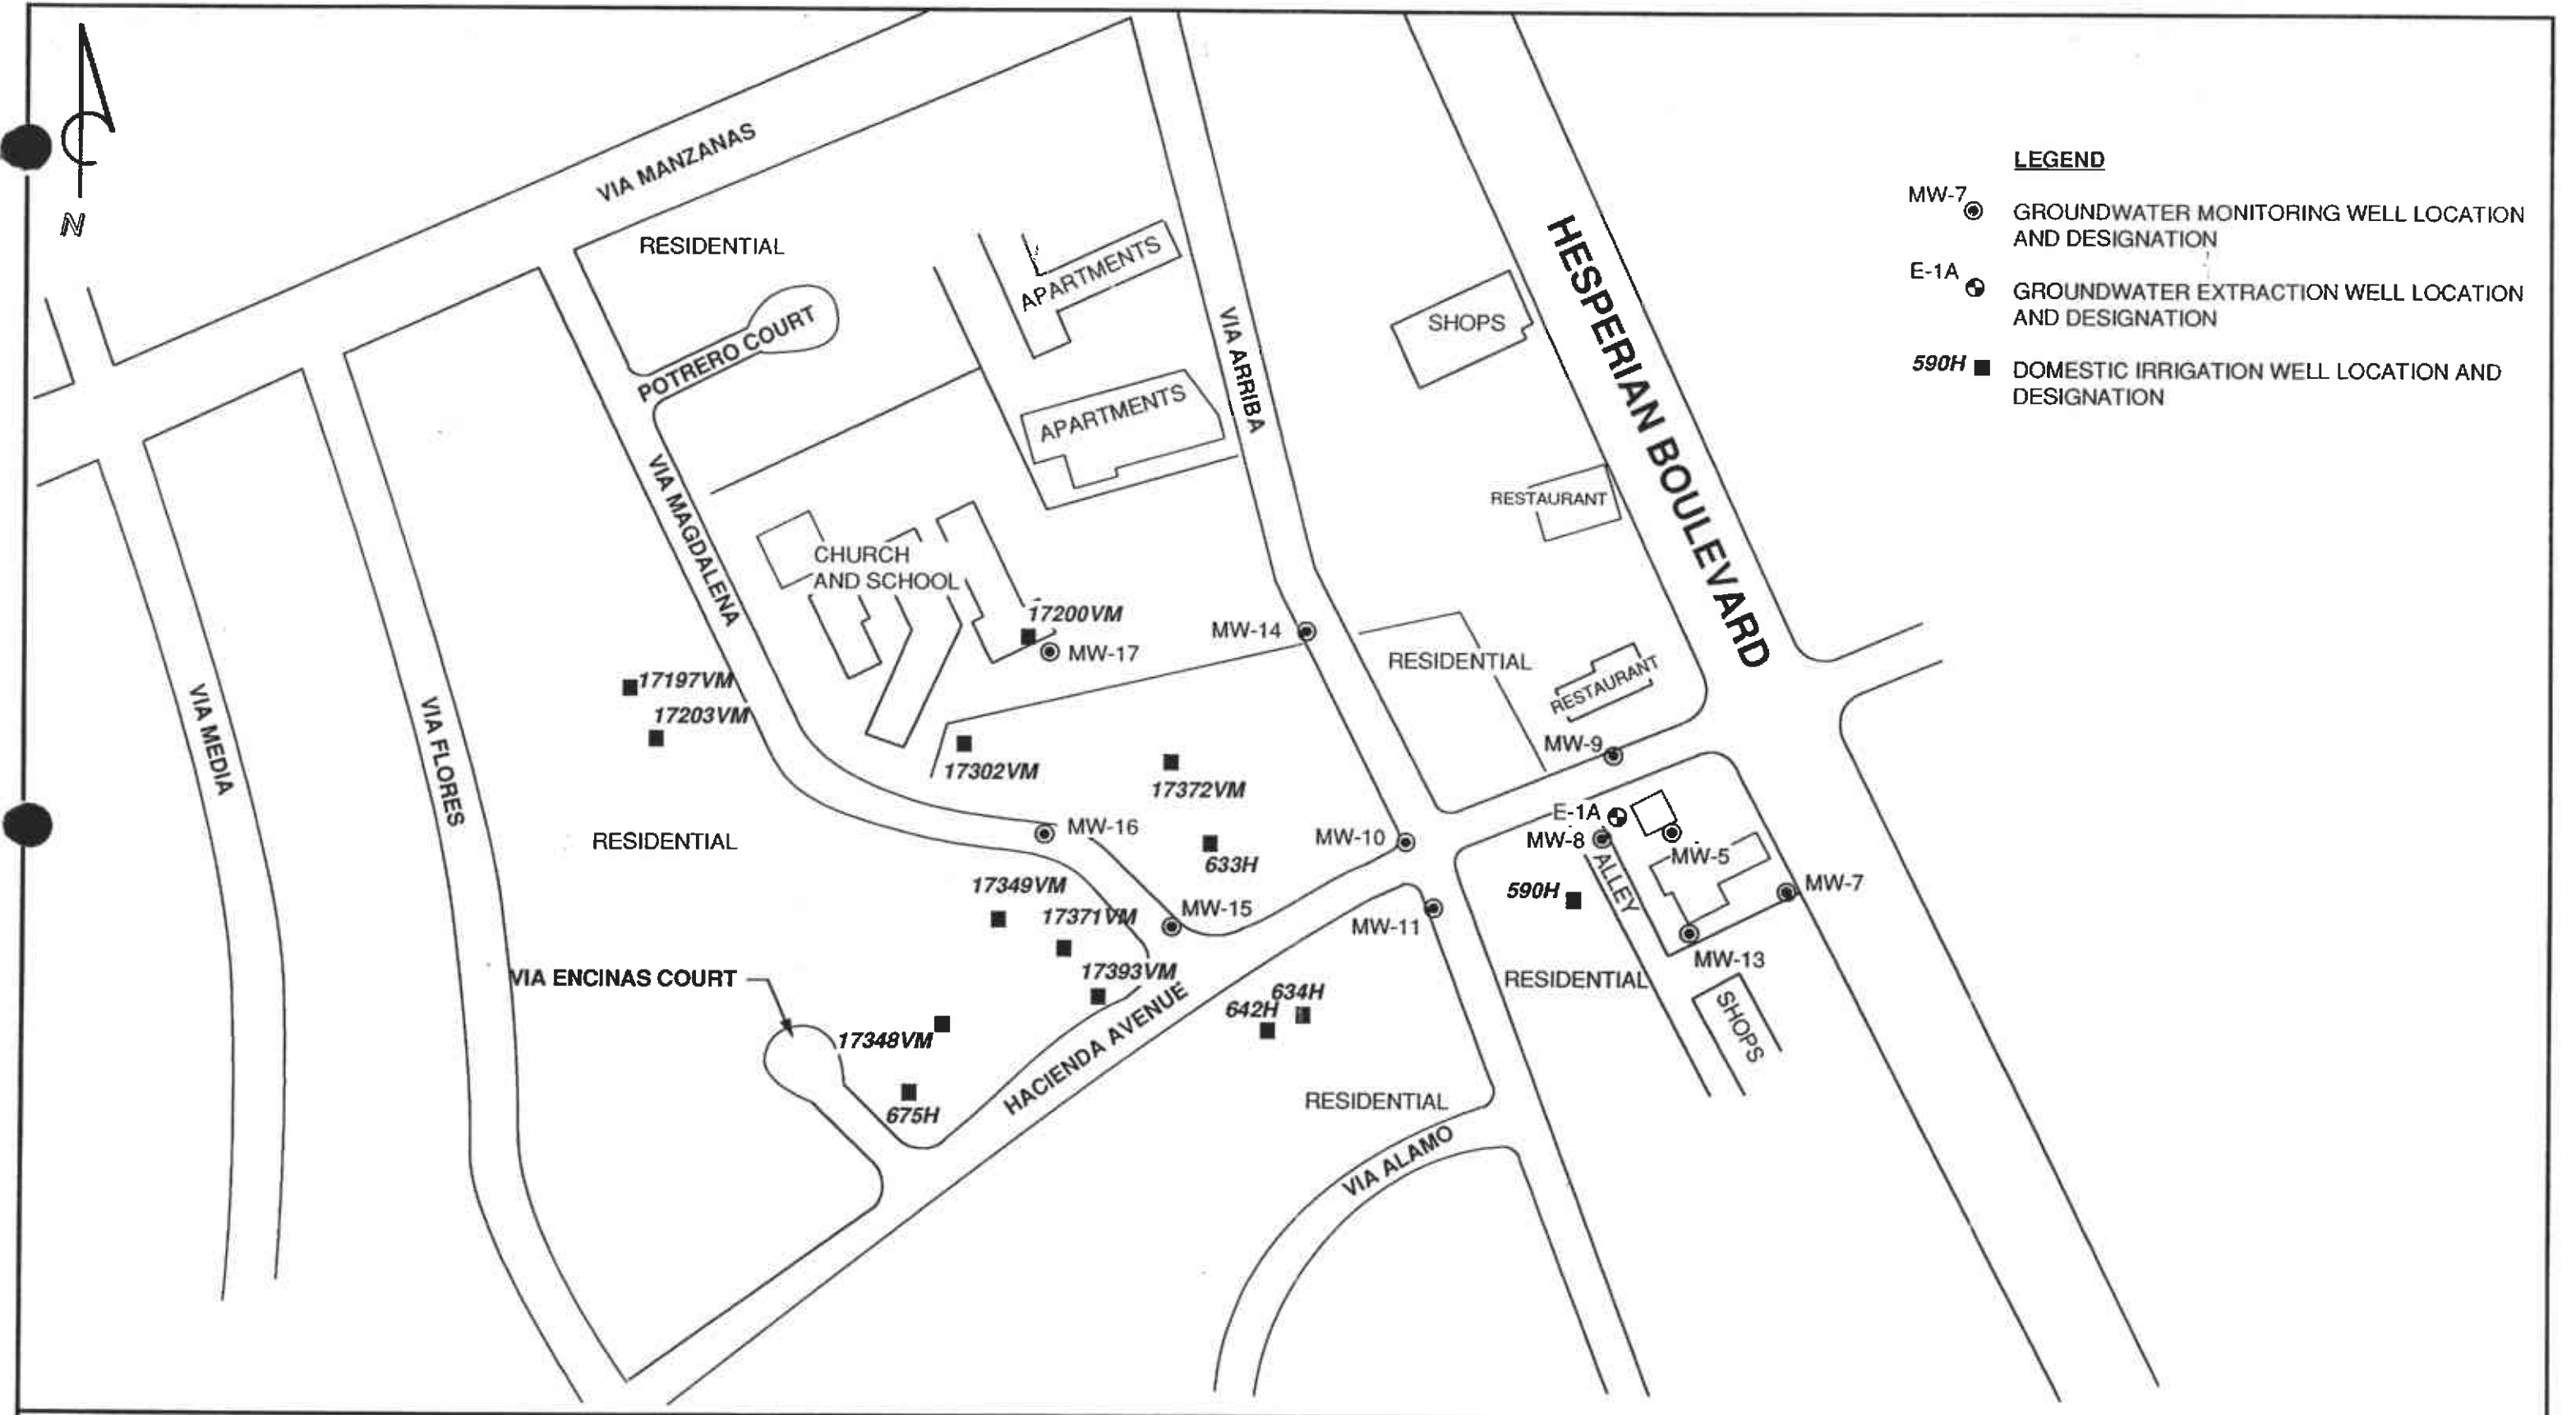 N
VIA MANZANAS
RESIDENTIAL
POTRERO COURT
APARTMENTS
APARTMENTS
VIA ARRIBA
SHOPS
HESPERIAN BOULEVARD
RESTAURANT
LEGEND
MW-7
GROUNDWATER MONITORING WELL LOCATION
AND DESIGNATION
E-1A
GROUNDWATER EXTRACTION WELL LOCATION
AND DESIGNATION
590H
DOMESTIC IRRIGATION WELL LOCATION AND
DESIGNATION
VIA MAGDALENA
CHURCH
AND SCHOOL
17200VM
MW-17
MW-14
RESIDENTIAL
RESTAURANT
17197VM
17203VM
VIA MEDIA
VIA FLORES
17302VM
17372VM
MW-9
E-1A
MW-8
MW-5
MW-7
ALLEY
RESIDENTIAL
MW-16
633H
MW-10
17349VM
17371VM
MW-15
MW-11
590H
MW-13
VIA ENCINAS COURT
17393VM
RESIDENTIAL
SHOPS
17348VM
642H
634H
675H
HACIENDA AVENUE
RESIDENTIAL
VIA ALAMO